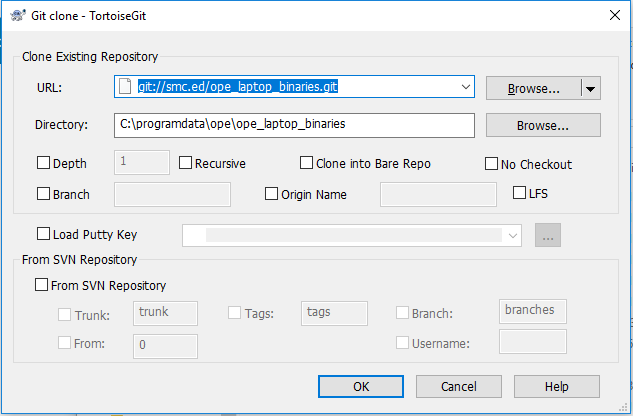 Git clone - TortoiseGit
Clone Existing Repository
URL: git://smc.ed/ope_laptop_binaries.git Browse...
Directory: C:\programdata\ope\ope_laptop_binaries Browse...
Depth 1 Recursive Clone into Bare Repo No Checkout
Branch Origin Name LFS
Load Putty Key ...
From SVN Repository
From SVN Repository
Trunk: trunk Tags: tags Branch: branches
From: 0 Username:
OK Cancel Help